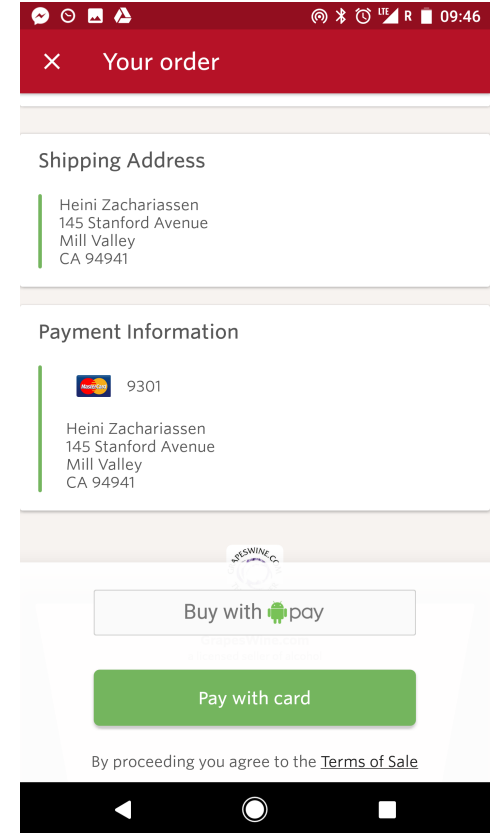 LTE R 09:46
Your order
Shipping Address
Heini Zachariassen
145 Stanford Avenue
Mill Valley
CA 94941
Payment Information
MasterCard 9301
Heini Zachariassen
145 Stanford Avenue
Mill Valley
CA 94941
Buy with pay
Pay with card
By proceeding you agree to the Terms of Sale